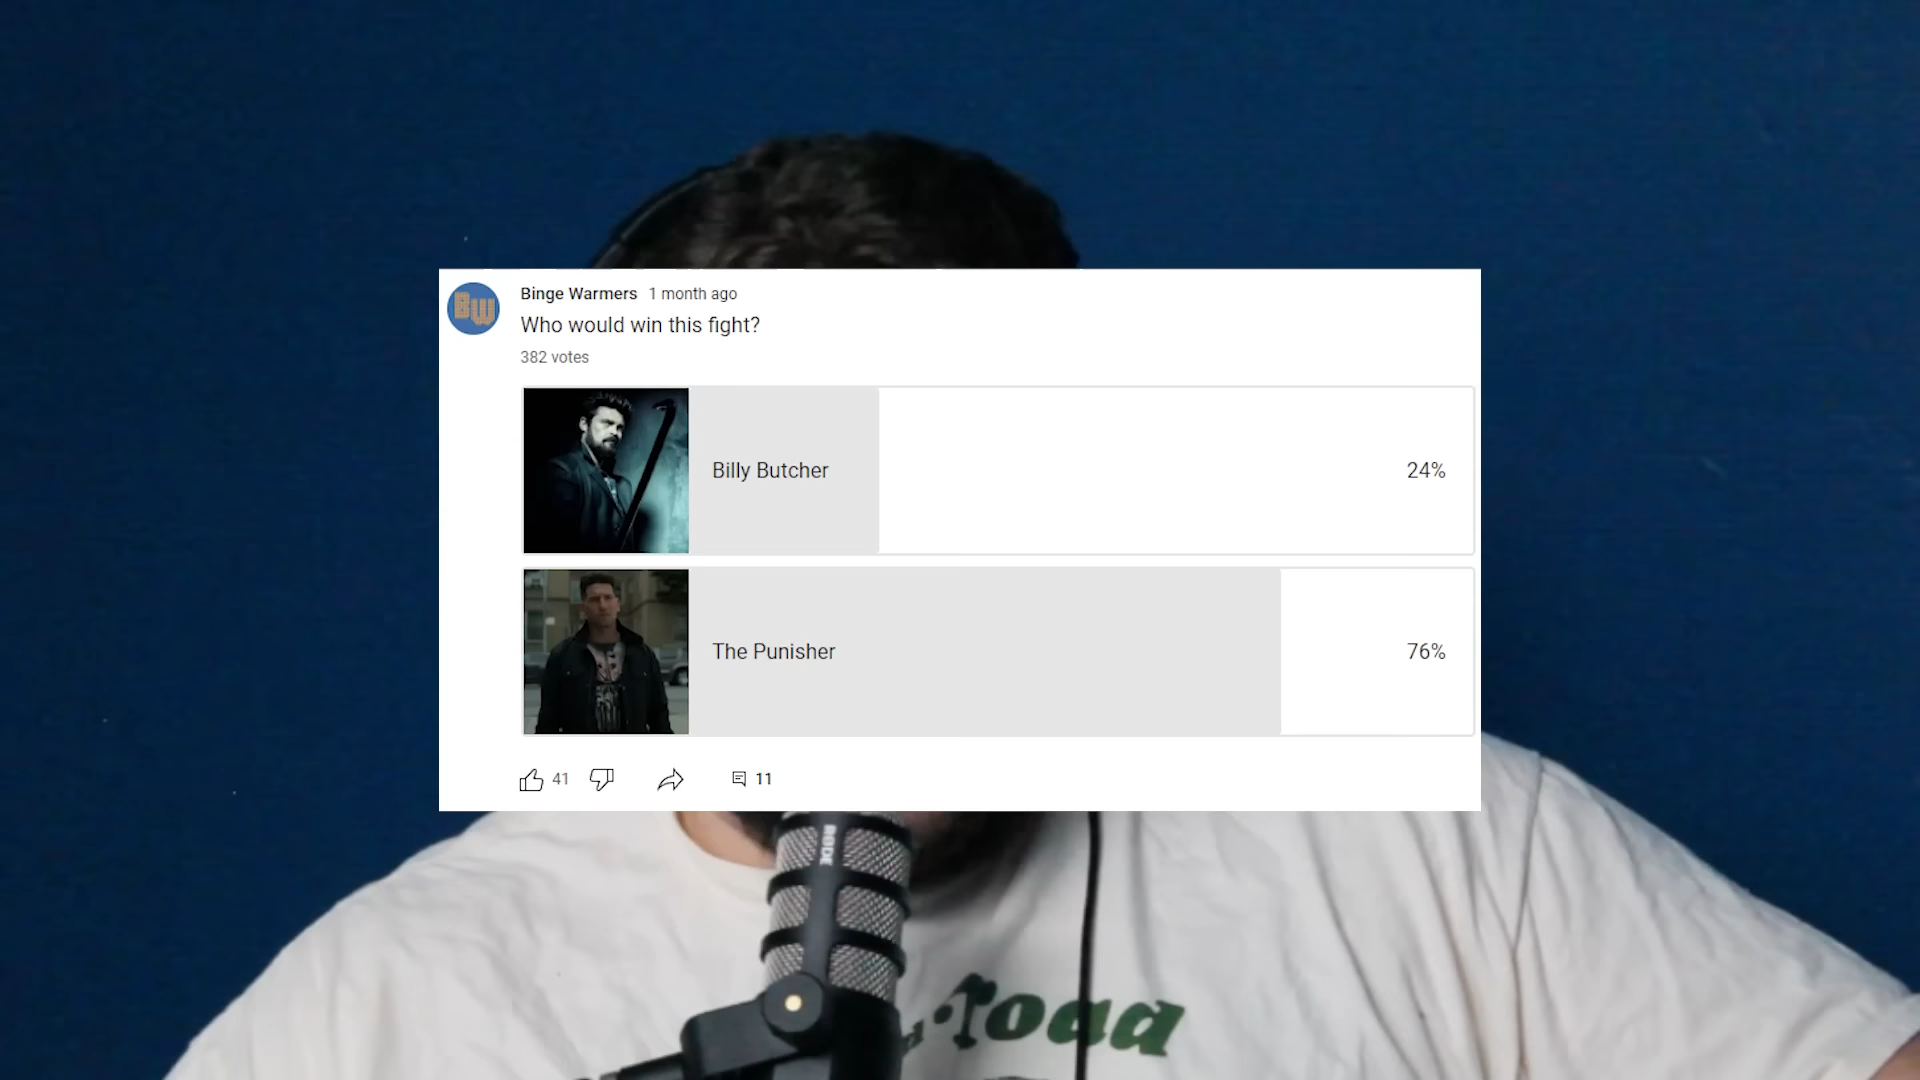 BW
Binge Warmers 1 month ago
Who would win this fight?
382 votes
Billy Butcher
24%
The Punisher
76%
41
11
RODE
Toad